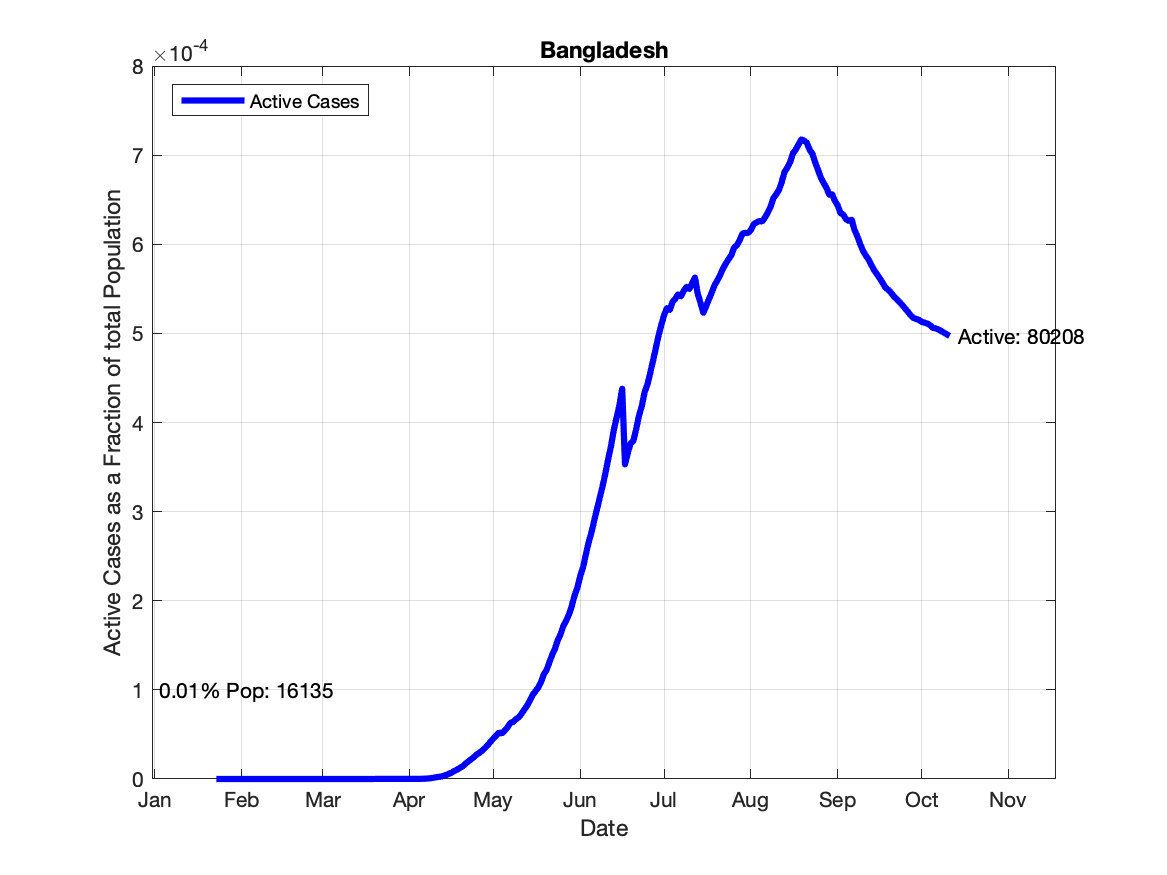 Bangladesh
×10-4
8
7
6
5
4
3
2
1
0
Active Cases as a Fraction of total Population
Active Cases
Active: 80208
0.01% Pop: 16135
Jan Feb Mar Apr May Jun Jul Aug Sep Oct Nov
Date